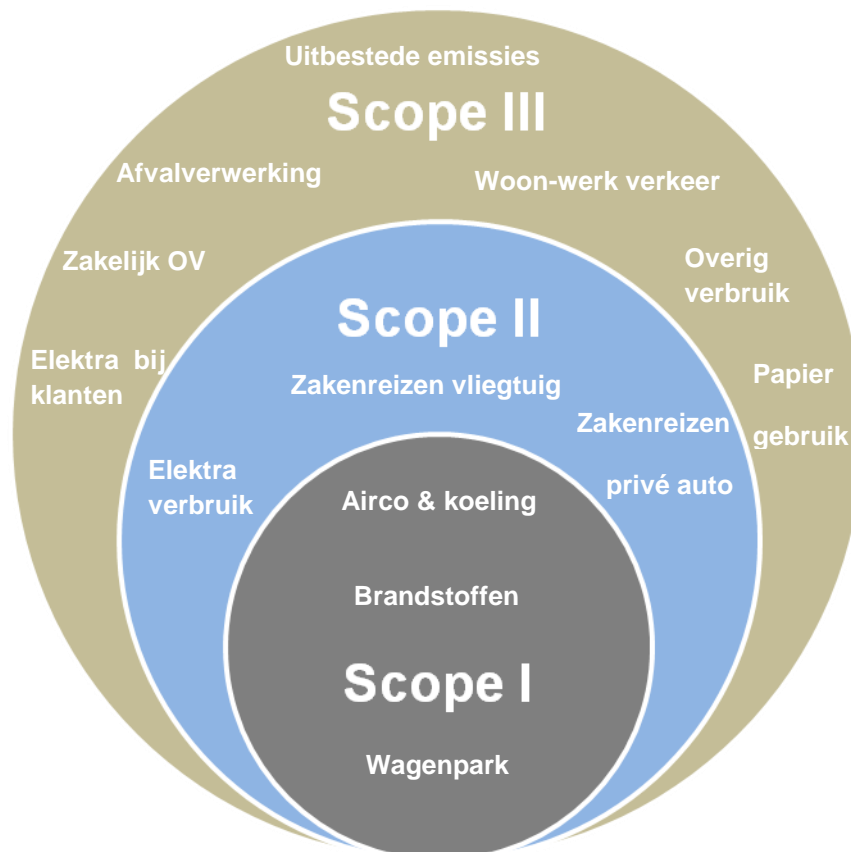 Uitbestede emissies
Scope III
Afvalverwerking
Woon-werk verkeer
Zakelijk OV
Overig
verbruik
Elektra bij
klanten
Papier
gebruik
Scope II
Zakenreizen vliegtuig
Zakenreizen
privé auto
Elektra
verbruik
Airco & koeling
Brandstoffen
Scope I
Wagenpark